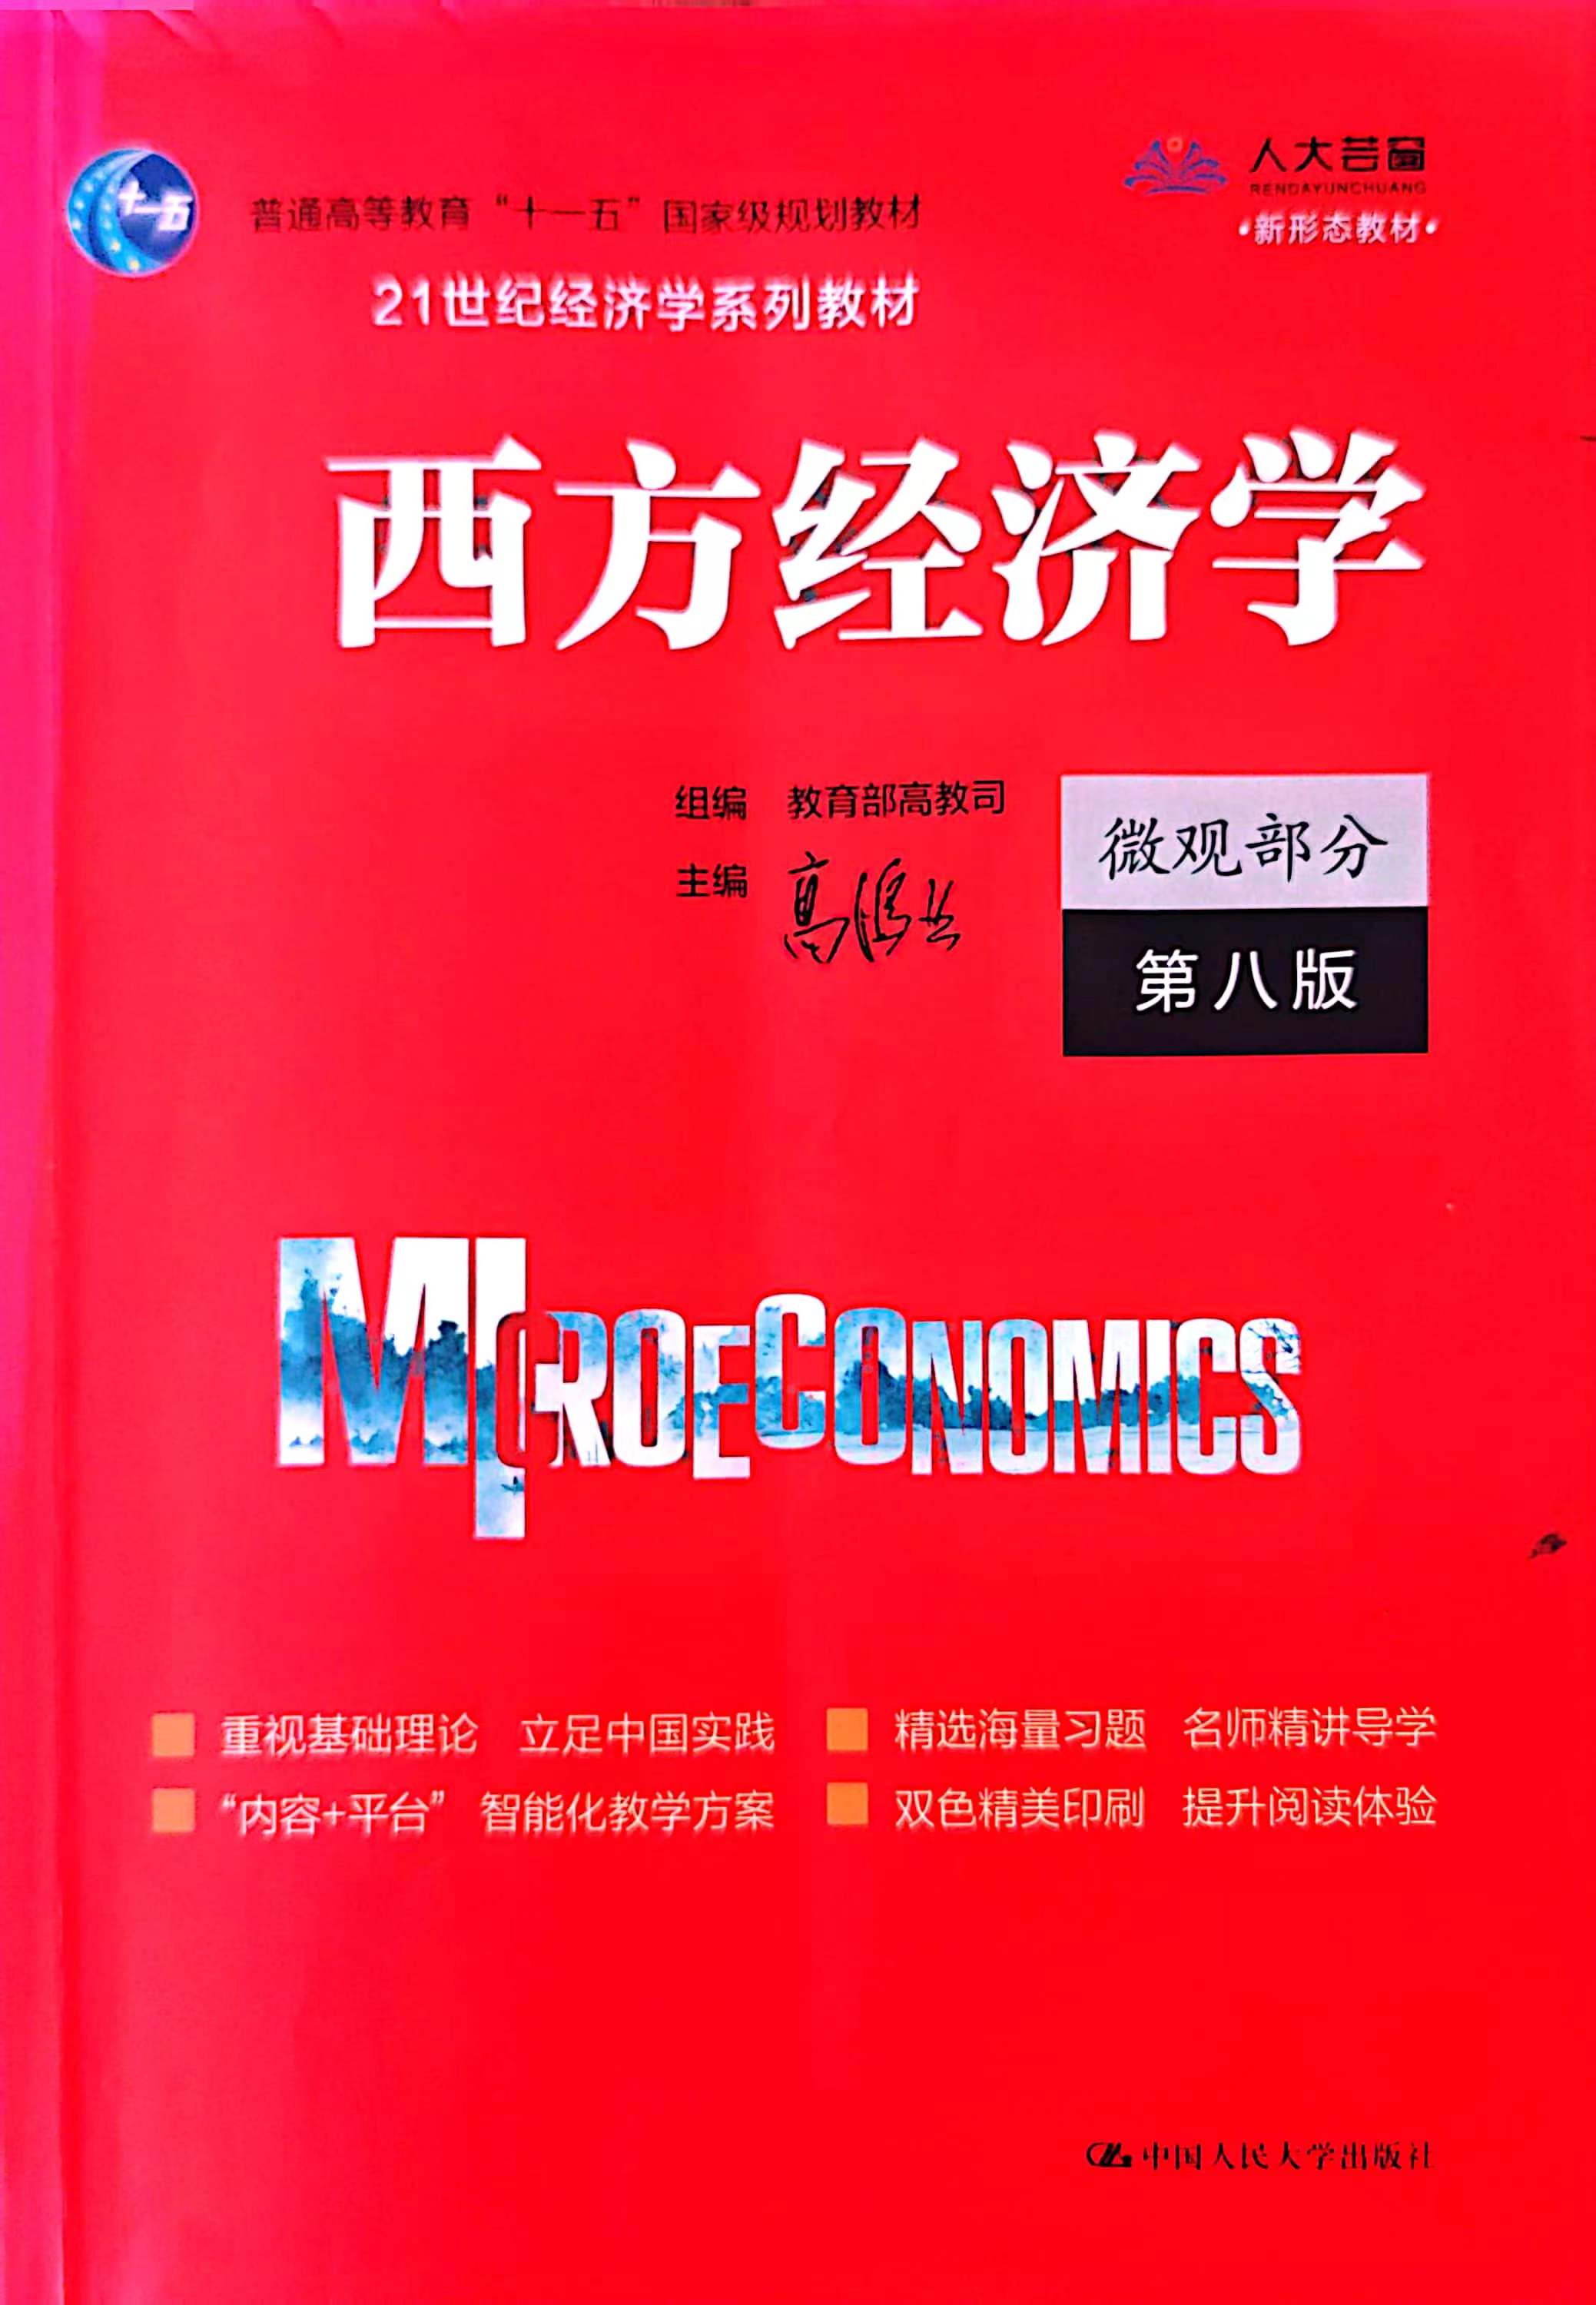 十一五
人大芸窗
RENDAYUNCHUANG
·新形态教材·
普通高等教育“十一五”国家级规划教材
21世纪经济学系列教材
西方经济学
组编 教育部高教司
主编 高鸿业
微观部分
第八版
MICROECONOMICS
重视基础理论 立足中国实践
精选海量习题 名师精讲导学
“内容+平台” 智能化教学方案
双色精美印刷 提升阅读体验
中国人民大学出版社